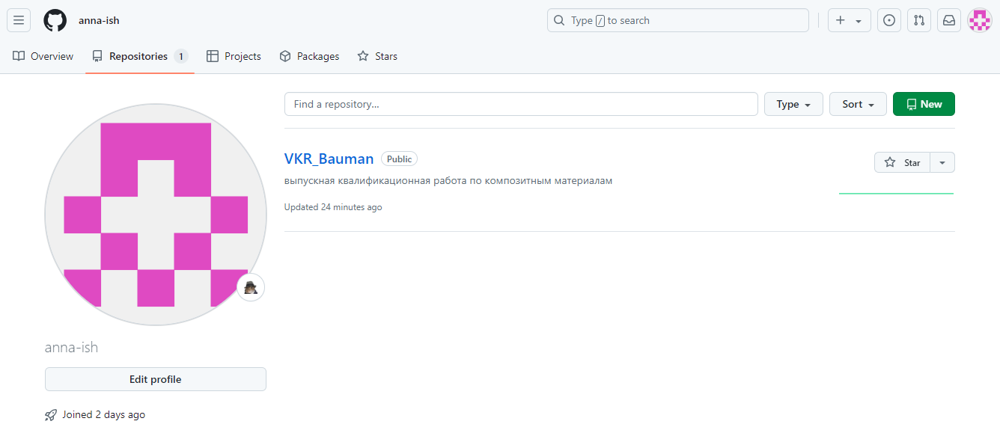 anna-ish
Type / to search
Overview
Repositories 1
Projects
Packages
Stars
Find a repository...
Type
Sort
New
VKR_Bauman Public
Star
выпускная квалификационная работа по композитным материалам
Updated 24 minutes ago
anna-ish
Edit profile
Joined 2 days ago